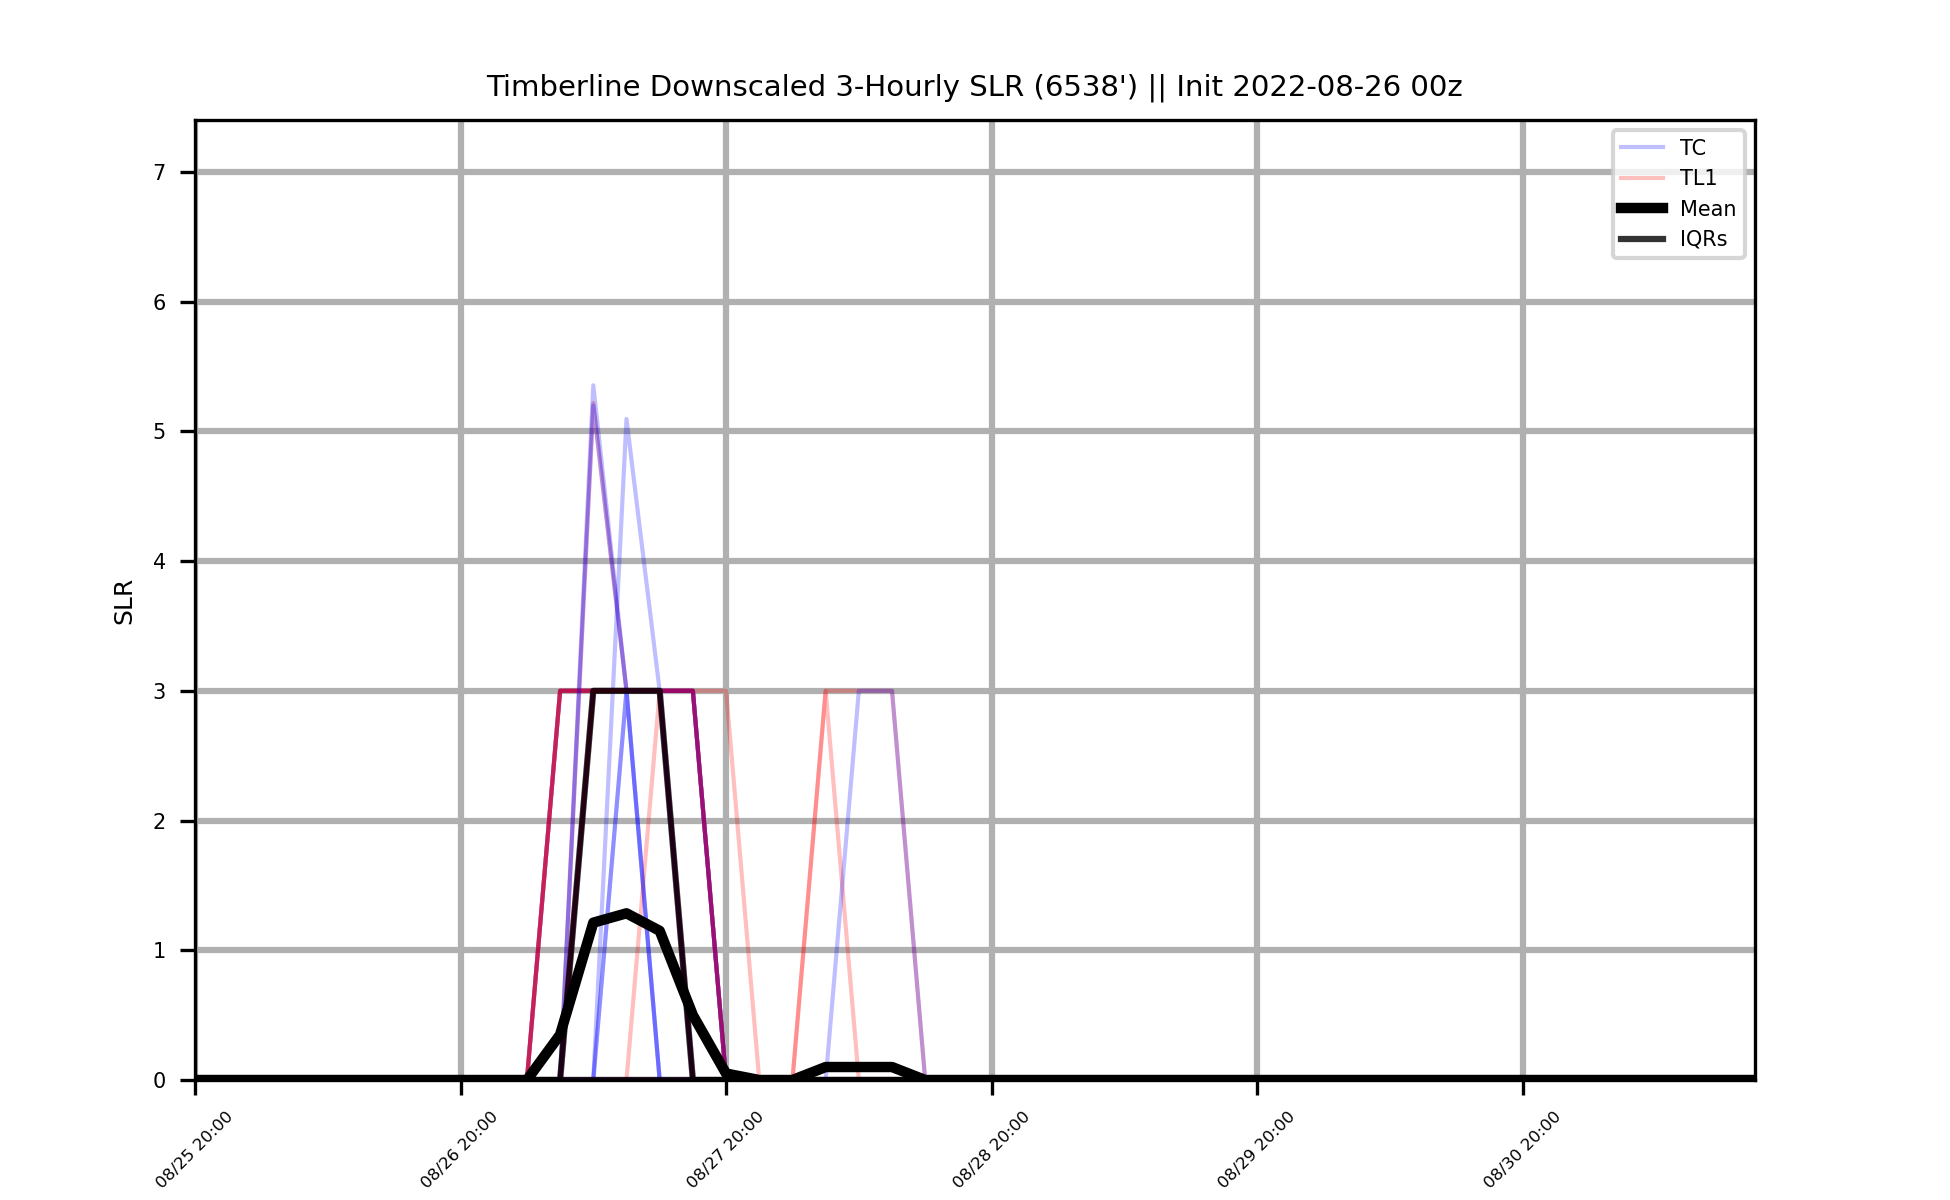 Timberline Downscaled 3-Hourly SLR (6538') || Init 2022-08-26 00z
TC
TL1
Mean
IQRs
7
6
5
4
3
2
1
0
SLR
08/25 20:00
08/26 20:00
08/27 20:00
08/28 20:00
08/29 20:00
08/30 20:00